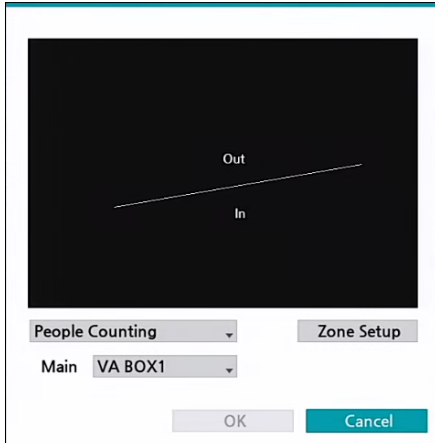 Out
In
People Counting Zone Setup
Main VA BOX1
OK Cancel